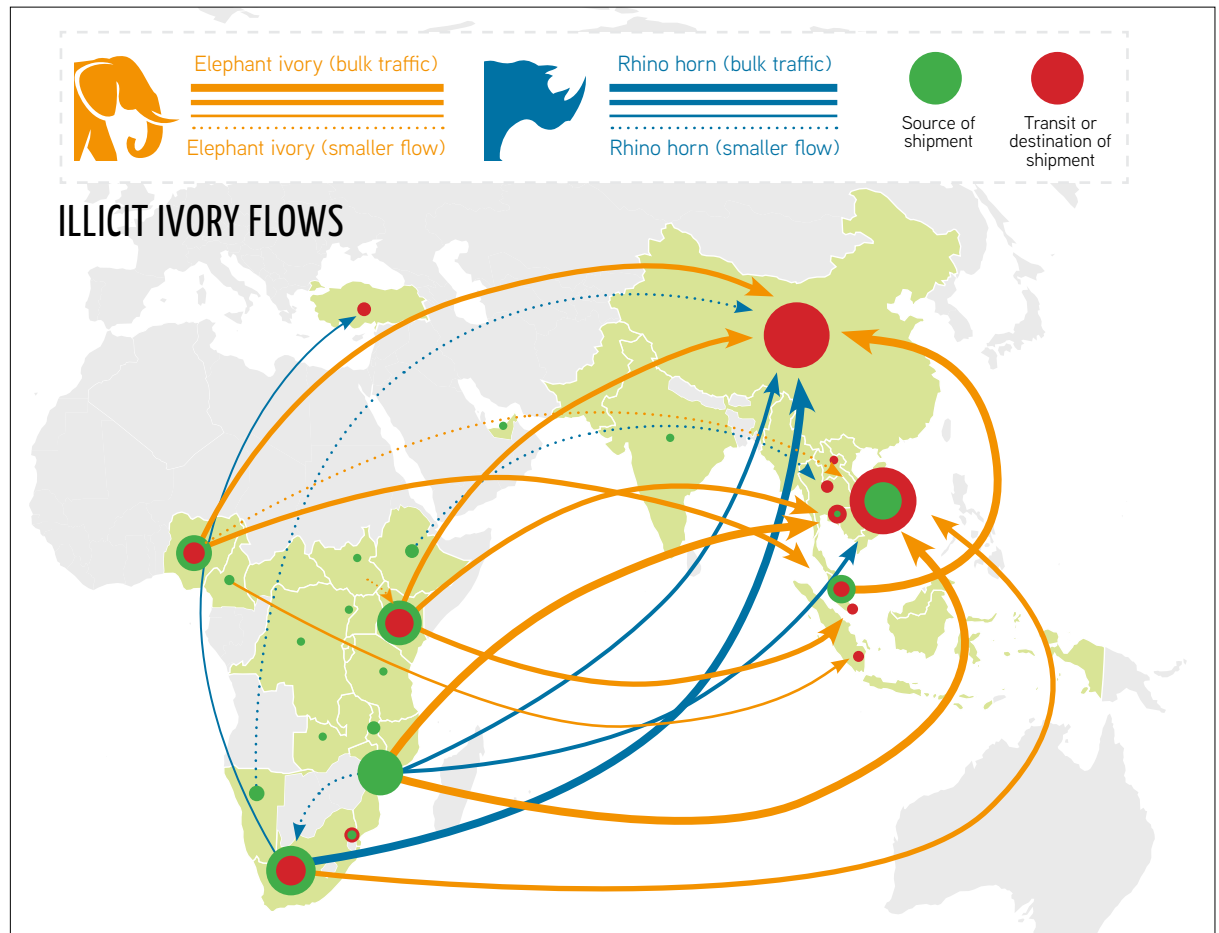 Elephant ivory (bulk traffic)
Elephant ivory (smaller flow)
Rhino horn (bulk traffic)
Rhino horn (smaller flow)
Source of
shipment
Transit or
destination of
shipment
ILLICIT IVORY FLOWS